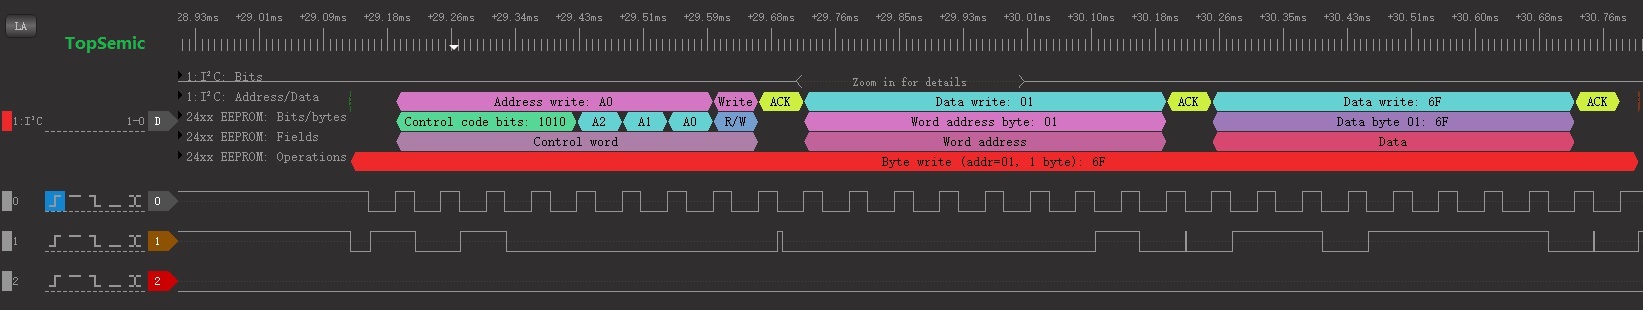 LA
TopSemic
28.93ms +29.01ms +29.09ms +29.18ms +29.26ms +29.34ms +29.43ms +29.51ms +29.59ms +29.68ms +29.76ms +29.85ms +29.93ms +30.01ms +30.10ms +30.18ms +30.26ms +30.35ms +30.43ms +30.51ms +30.60ms +30.68ms +30.76ms
1:I²C: Bits Zoom in for details
1:I²C: Address/Data Address write: A0 Write ACK Data write: 01 ACK Data write: 6F ACK
1:I²C 1-0 D 24xx EEPROM: Bits/bytes Control code bits: 1010 A2 A1 A0 R/W Word address byte: 01 Data byte 01: 6F
24xx EEPROM: Fields Control word Word address Data
24xx EEPROM: Operations Byte write (addr=01, 1 byte): 6F
0 0
1 1
2 2